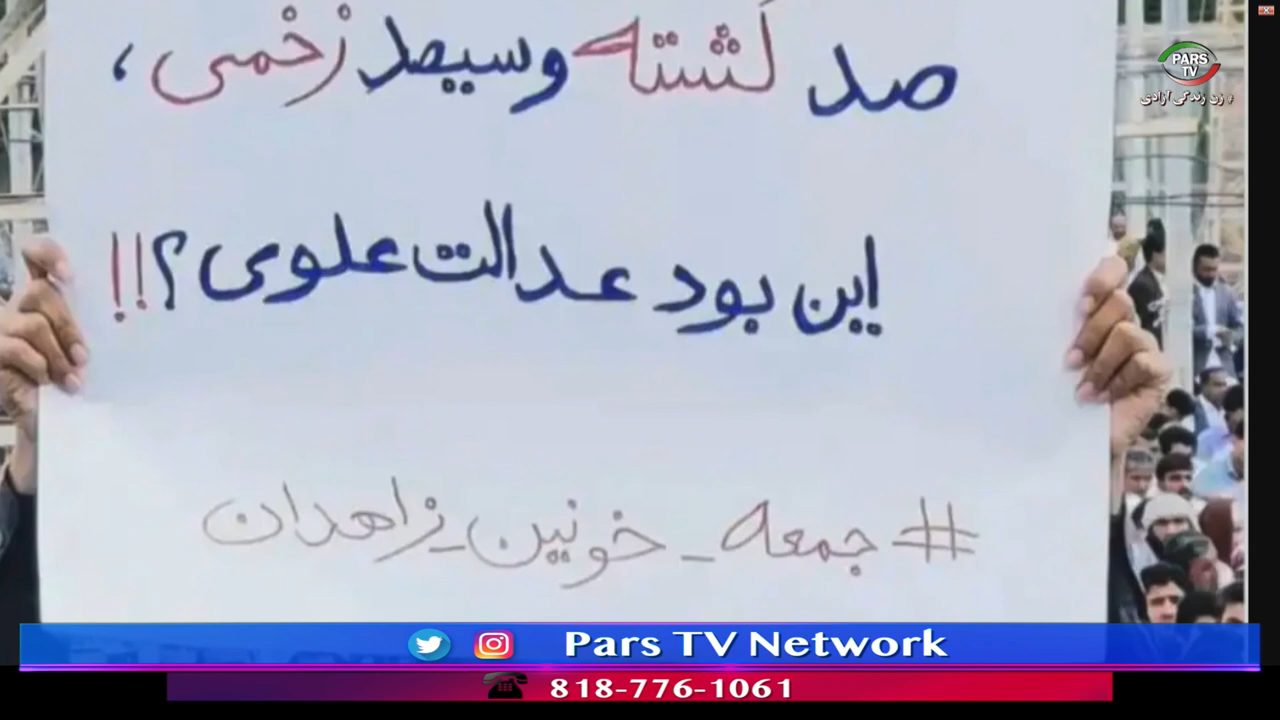 صد کشته وسیصد زخمی،
این بود عدالت علوی؟!!
#جمعه_خونین_زاهدان
PARS
TV
# زن زندگی آزادی
Pars TV Network
818-776-1061